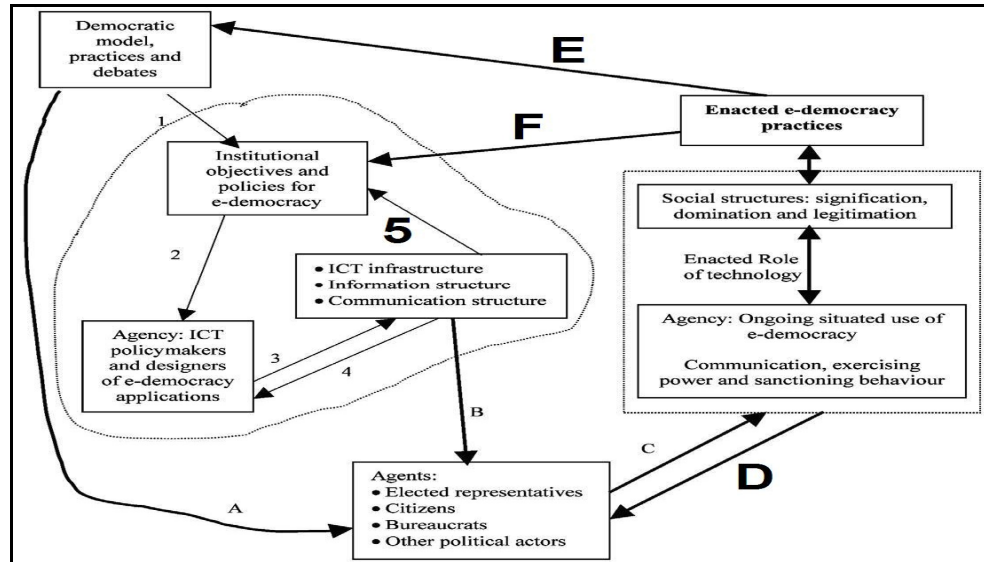 Democratic
model,
practices and
debates
E
Enacted e-democracy
practices
1
F
Institutional
objectives and
policies for
e-democracy
Social structures: signification,
domination and legitimation
5
2
Enacted Role
of technology
• ICT infrastructure
• Information structure
• Communication structure
Agency: ICT
policymakers
and designers
of e-democracy
applications
3
4
Agency: Ongoing situated use of
e-democracy
Communication, exercising
power and sanctioning behaviour
B
C
D
A
Agents:
• Elected representatives
• Citizens
• Bureaucrats
• Other political actors